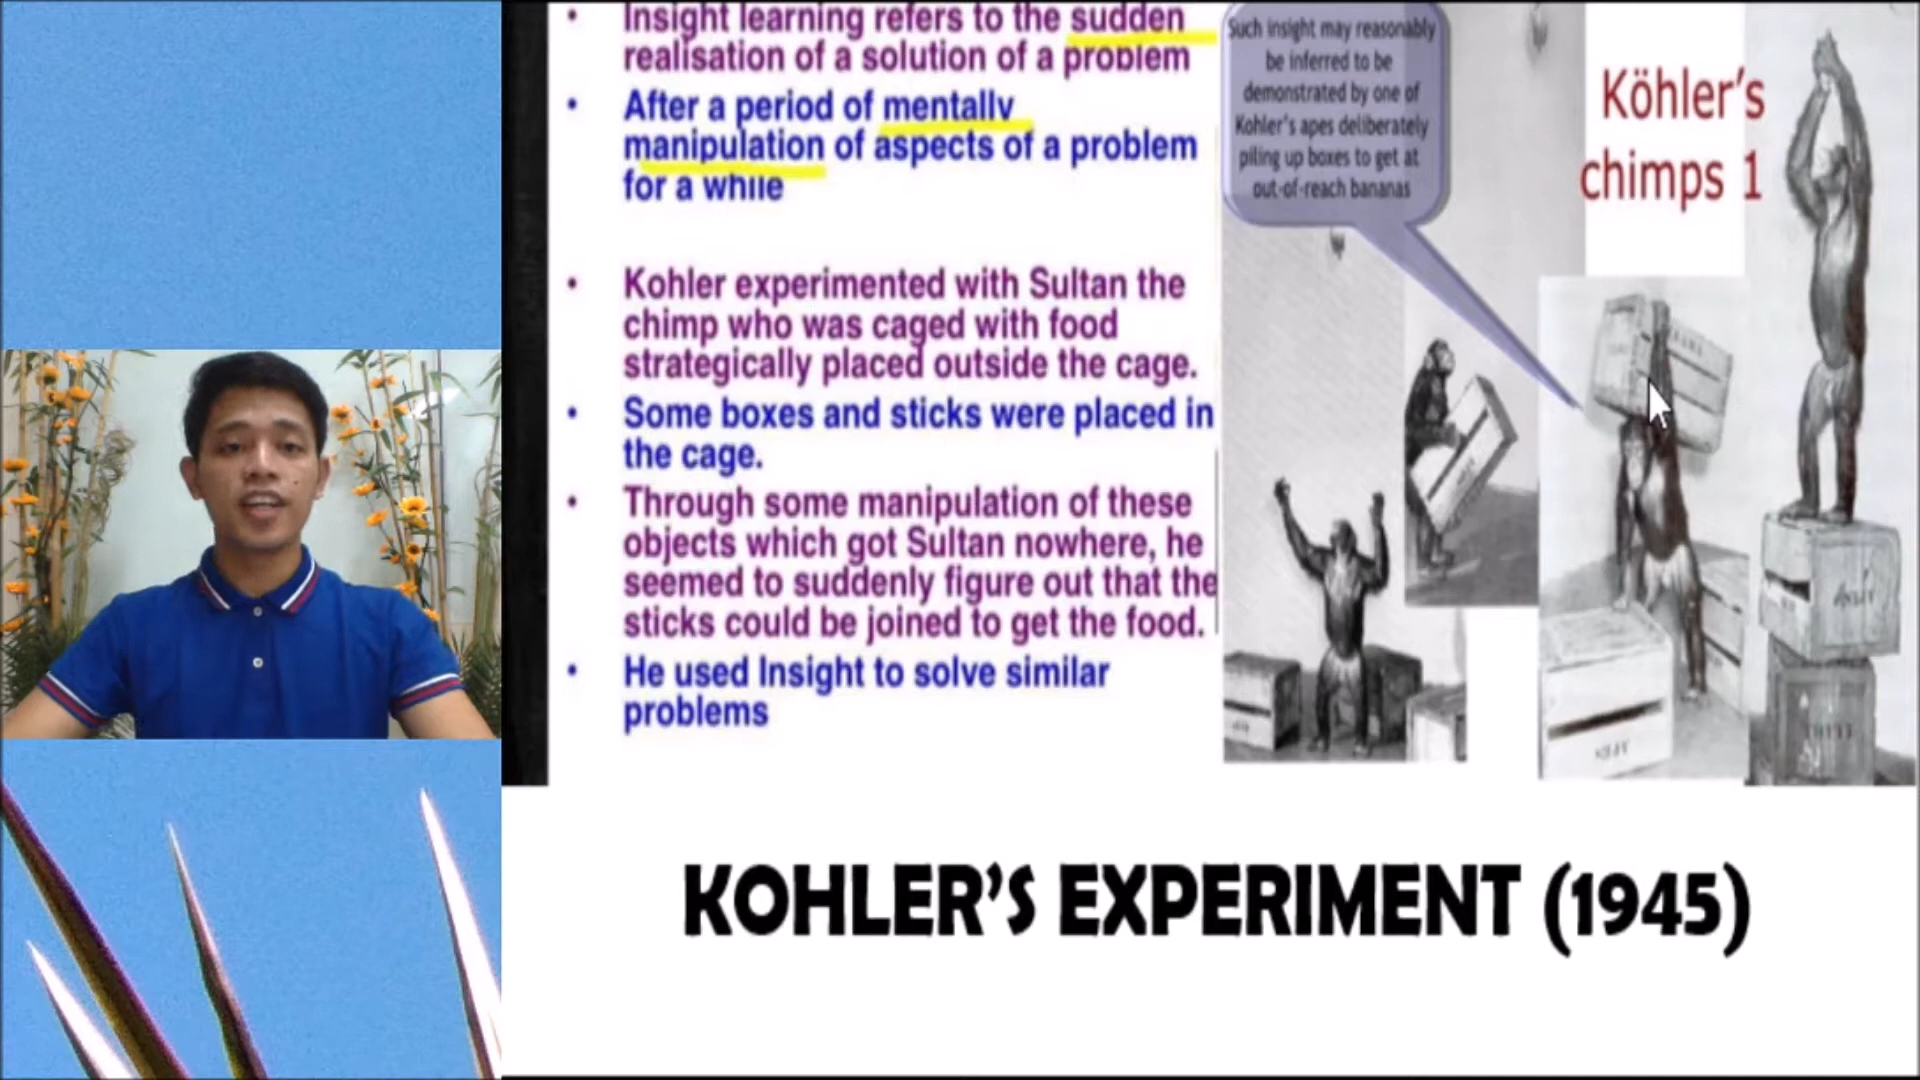 • Insight learning refers to the sudden
realisation of a solution of a problem
• After a period of mentally
manipulation of aspects of a problem
for a while
• Kohler experimented with Sultan the
chimp who was caged with food
strategically placed outside the cage.
• Some boxes and sticks were placed in
the cage.
• Through some manipulation of these
objects which got Sultan nowhere, he
seemed to suddenly figure out that the
sticks could be joined to get the food.
• He used Insight to solve similar
problems
Such insight may reasonably
be inferred to be
demonstrated by one of
Kohler's apes deliberately
piling up boxes to get at
out-of-reach bananas
Köhler's
chimps 1
KOHLER'S EXPERIMENT (1945)